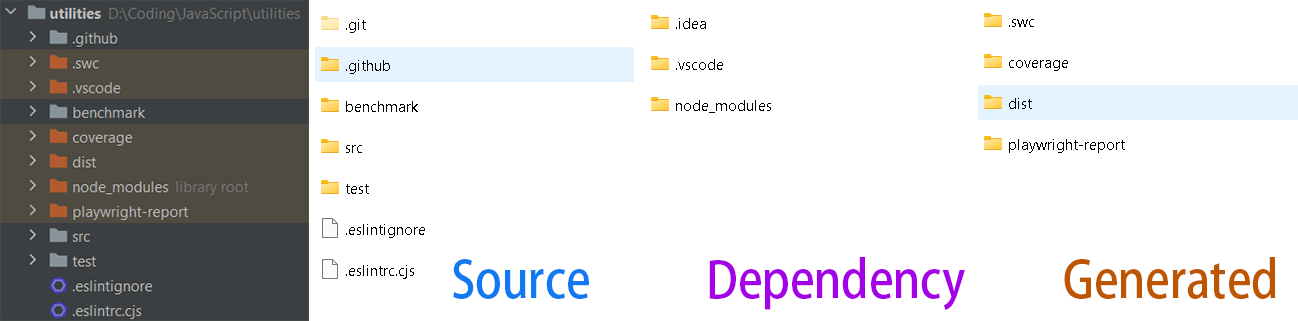 utilities D:\Coding\JavaScript\utilities
.github
.swc
.vscode
benchmark
coverage
dist
node_modules library root
playwright-report
src
test
.eslintignore
.eslintrc.cjs
.git
.github
benchmark
src
test
.eslintignore
.eslintrc.cjs
Source
.idea
.vscode
node_modules
Dependency
.swc
coverage
dist
playwright-report
Generated